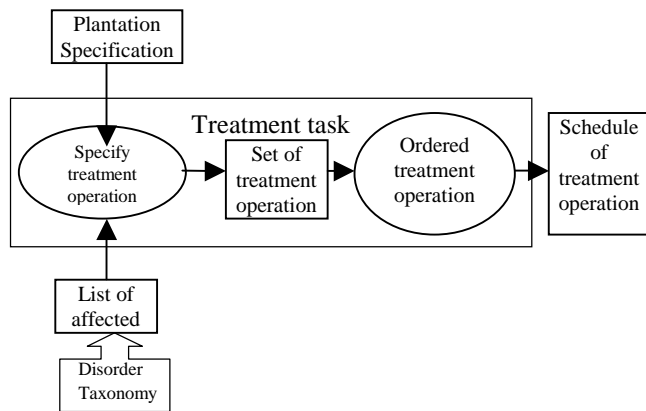 Plantation
Specification
Treatment task
Specify
treatment
operation
Set of
treatment
operation
Ordered
treatment
operation
Schedule
of
treatment
operation
List of
affected
Disorder
Taxonomy